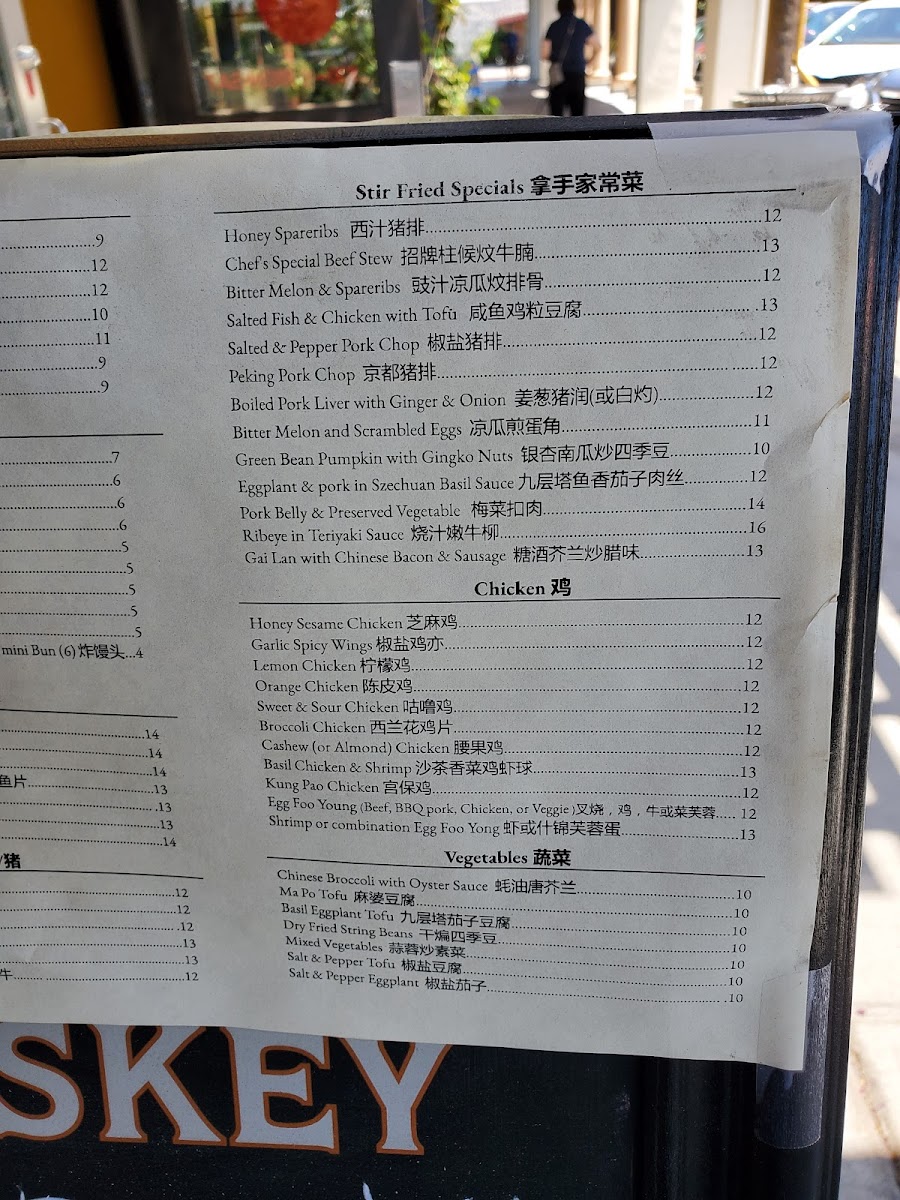 9
12
12
10
11
9
9
7
6
6
6
5
5
5
5
5
mini Bun (6) 炸馒头...4
14
14
14
鱼片 13
13
13
14
/猪
12
12
12
13
13
牛 12
Stir Fried Specials 拿手家常菜
Honey Spareribs 西汁猪排 12
Chef's Special Beef Stew 招牌柱候炆牛腩 13
Bitter Melon & Spareribs 豉汁凉瓜炆排骨 12
Salted Fish & Chicken with Tofu 咸鱼鸡粒豆腐 13
Salted & Pepper Pork Chop 椒盐猪排 12
Peking Pork Chop 京都猪排 12
Boiled Pork Liver with Ginger & Onion 姜葱猪润(或白灼) 12
Bitter Melon and Scrambled Eggs 凉瓜煎蛋角 11
Green Bean Pumpkin with Gingko Nuts 银杏南瓜炒四季豆 10
Eggplant & pork in Szechuan Basil Sauce 九层塔鱼香茄子肉丝 12
Pork Belly & Preserved Vegetable 梅菜扣肉 14
Ribeye in Teriyaki Sauce 烧汁嫩牛柳 16
Gai Lan with Chinese Bacon & Sausage 糖酒芥兰炒腊味 13
Chicken 鸡
Honey Sesame Chicken 芝麻鸡 12
Garlic Spicy Wings 椒盐鸡亦 12
Lemon Chicken 柠檬鸡 12
Orange Chicken 陈皮鸡 12
Sweet & Sour Chicken 咕噜鸡 12
Broccoli Chicken 西兰花鸡片 12
Cashew (or Almond) Chicken 腰果鸡 12
Basil Chicken & Shrimp 沙茶香菜鸡虾球 13
Kung Pao Chicken 宫保鸡 12
Egg Foo Young (Beef, BBQ pork, Chicken, or Veggie )叉烧，鸡，牛或菜芙蓉..... 12
Shrimp or combination Egg Foo Yong 虾或什锦芙蓉蛋 13
Vegetables 蔬菜
Chinese Broccoli with Oyster Sauce 蚝油唐芥兰 10
Ma Po Tofu 麻婆豆腐 10
Basil Eggplant Tofu 九层塔茄子豆腐 10
Dry Fried String Beans 干煸四季豆 10
Mixed Vegetables 蒜蓉炒素菜 10
Salt & Pepper Tofu 椒盐豆腐 10
Salt & Pepper Eggplant 椒盐茄子 10
SKEY